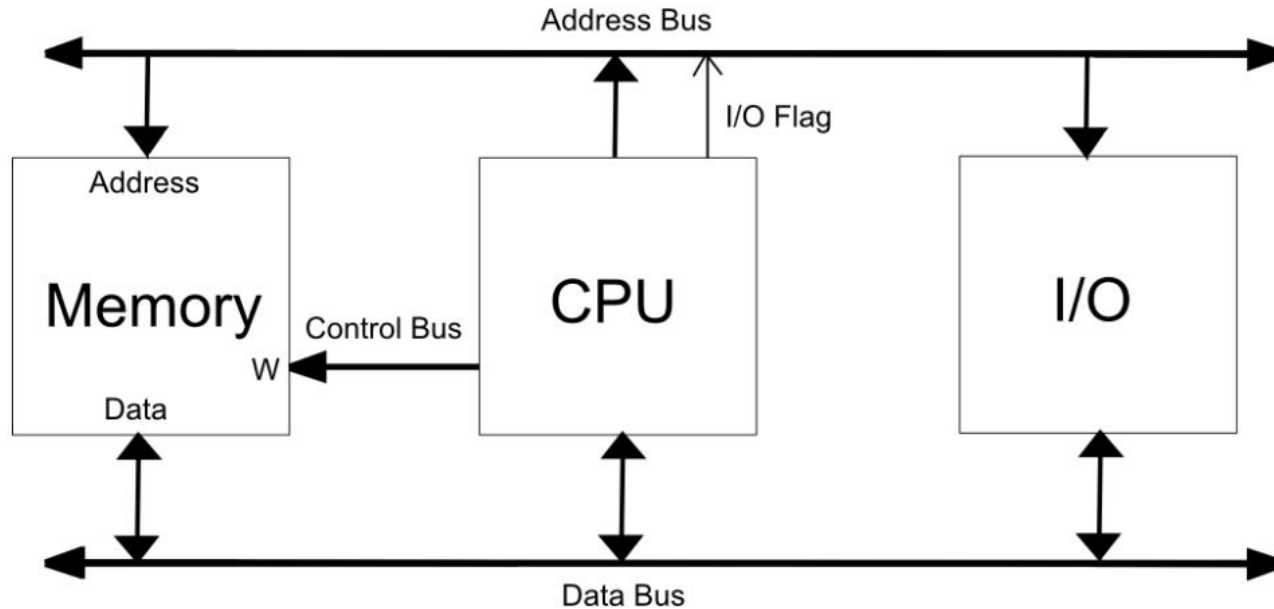 Address Bus
I/O Flag
Address
Memory
CPU
I/O
Control Bus
W
Data
Data Bus